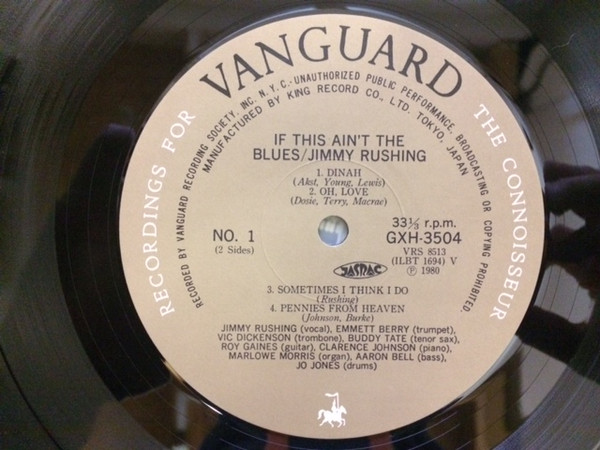 VANGUARD
RECORDINGS FOR THE CONNOISSEUR
RECORDED BY VANGUARD RECORDING SOCIETY, INC. N.Y.C.·UNAUTHORIZED PUBLIC PERFORMANCE, BROADCASTING OR COPYING PROHIBITED.
MANUFACTURED BY KING RECORD CO., LTD. TOKYO, JAPAN
IF THIS AIN'T THE
BLUES/JIMMY RUSHING
1. DINAH
(Akst, Young, Lewis)
2. OH, LOVE
(Dosie, Terry, Macrae)
NO. 1
(2 Sides)
33⅓ r.p.m.
GXH-3504
VRS 8513
(ILBT 1694) V
Ⓟ 1980
JASRAC
3. SOMETIMES I THINK I DO
(Rushing)
4. PENNIES FROM HEAVEN
(Johnson, Burke)
JIMMY RUSHING (vocal), EMMETT BERRY (trumpet),
VIC DICKENSON (trombone), BUDDY TATE (tenor sax),
ROY GAINES (guitar), CLARENCE JOHNSON (piano),
MARLOWE MORRIS (organ), AARON BELL (bass),
JO JONES (drums)